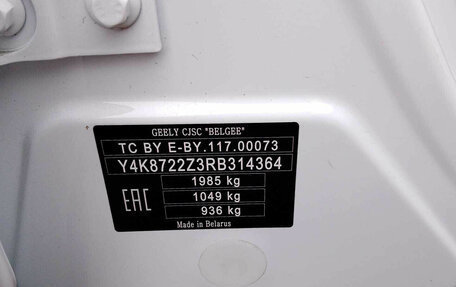 GEELY CJSC "BELGEE"
TC BY E-BY.117.00073
Y4K8722Z3RB314364
1985 kg
1049 kg
936 kg
EAC
Made in Belarus